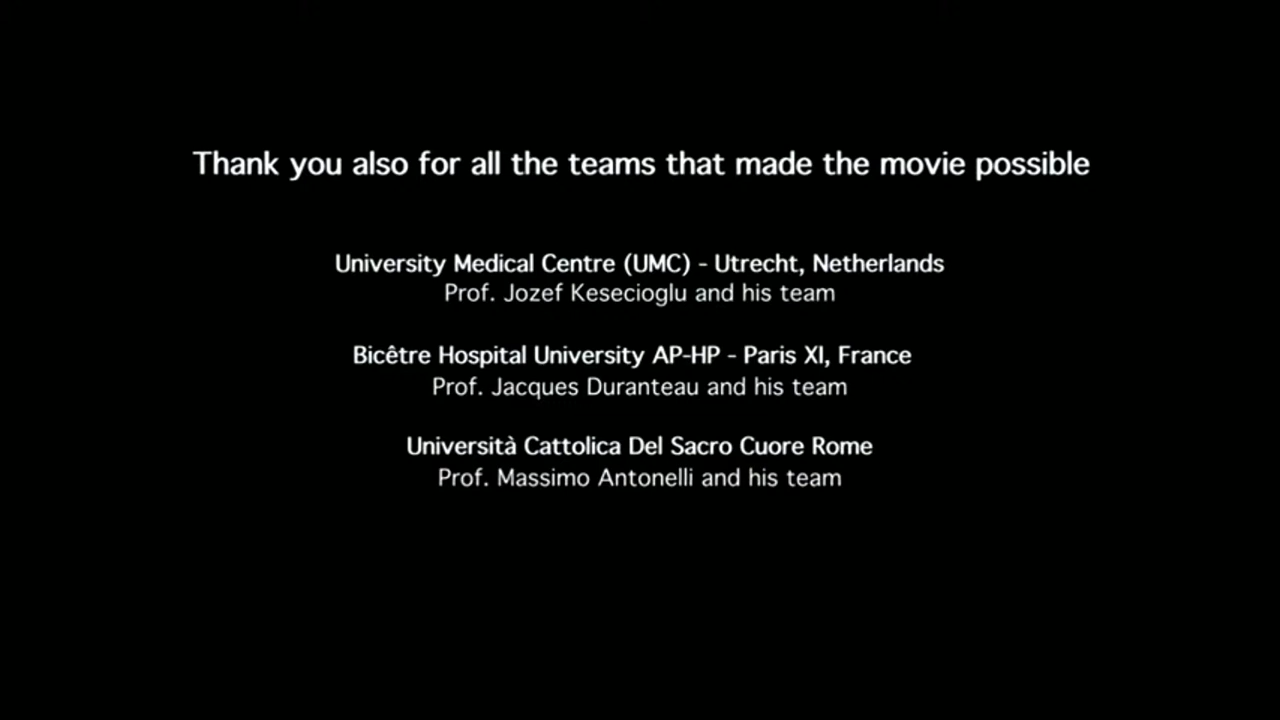 Thank you also for all the teams that made the movie possible
University Medical Centre (UMC) - Utrecht, Netherlands
Prof. Jozef Kesecioglu and his team
Bicêtre Hospital University AP-HP - Paris XI, France
Prof. Jacques Duranteau and his team
Università Cattolica Del Sacro Cuore Rome
Prof. Massimo Antonelli and his team